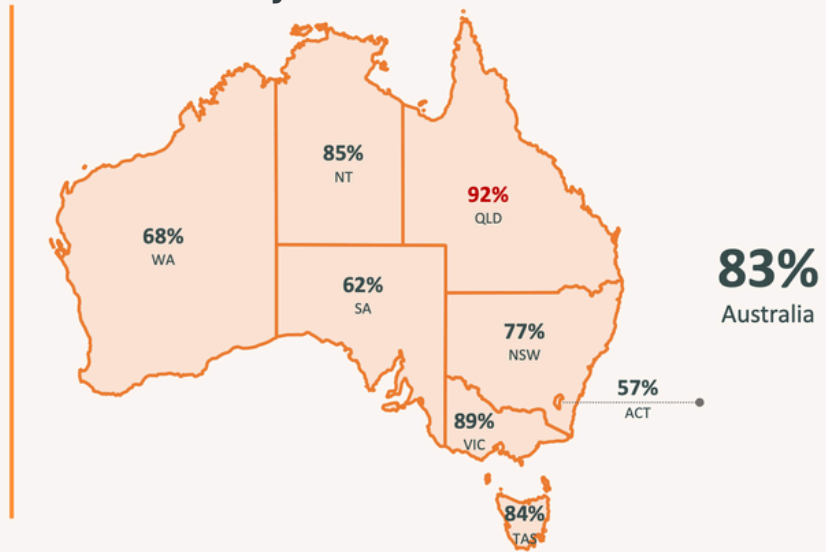 85%
NT
92%
QLD
68%
WA
62%
SA
83%
Australia
77%
NSW
57%
ACT
89%
VIC
84%
TAS